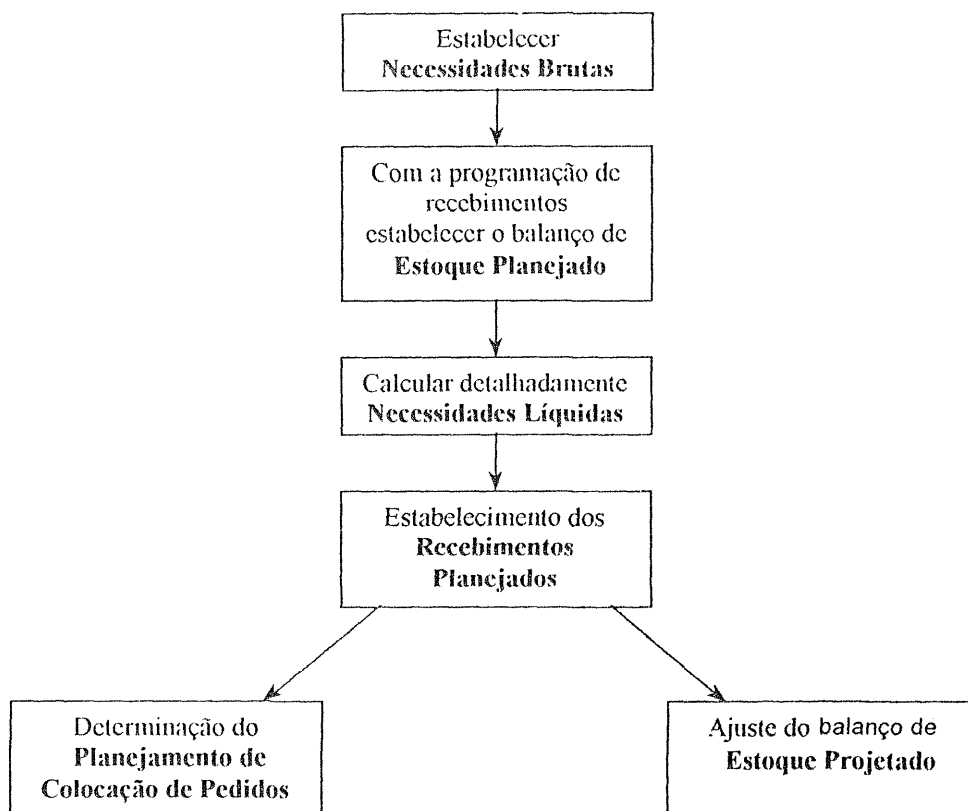 Estabelecer
Necessidades Brutas
Com a programação de
recebimentos
estabelecer o balanço de
Estoque Planejado
Calcular detalhadamente
Necessidades Líquidas
Estabelecimento dos
Recebimentos
Planejados
Determinação do
Planejamento de
Colocação de Pedidos
Ajuste do balanço de
Estoque Projetado